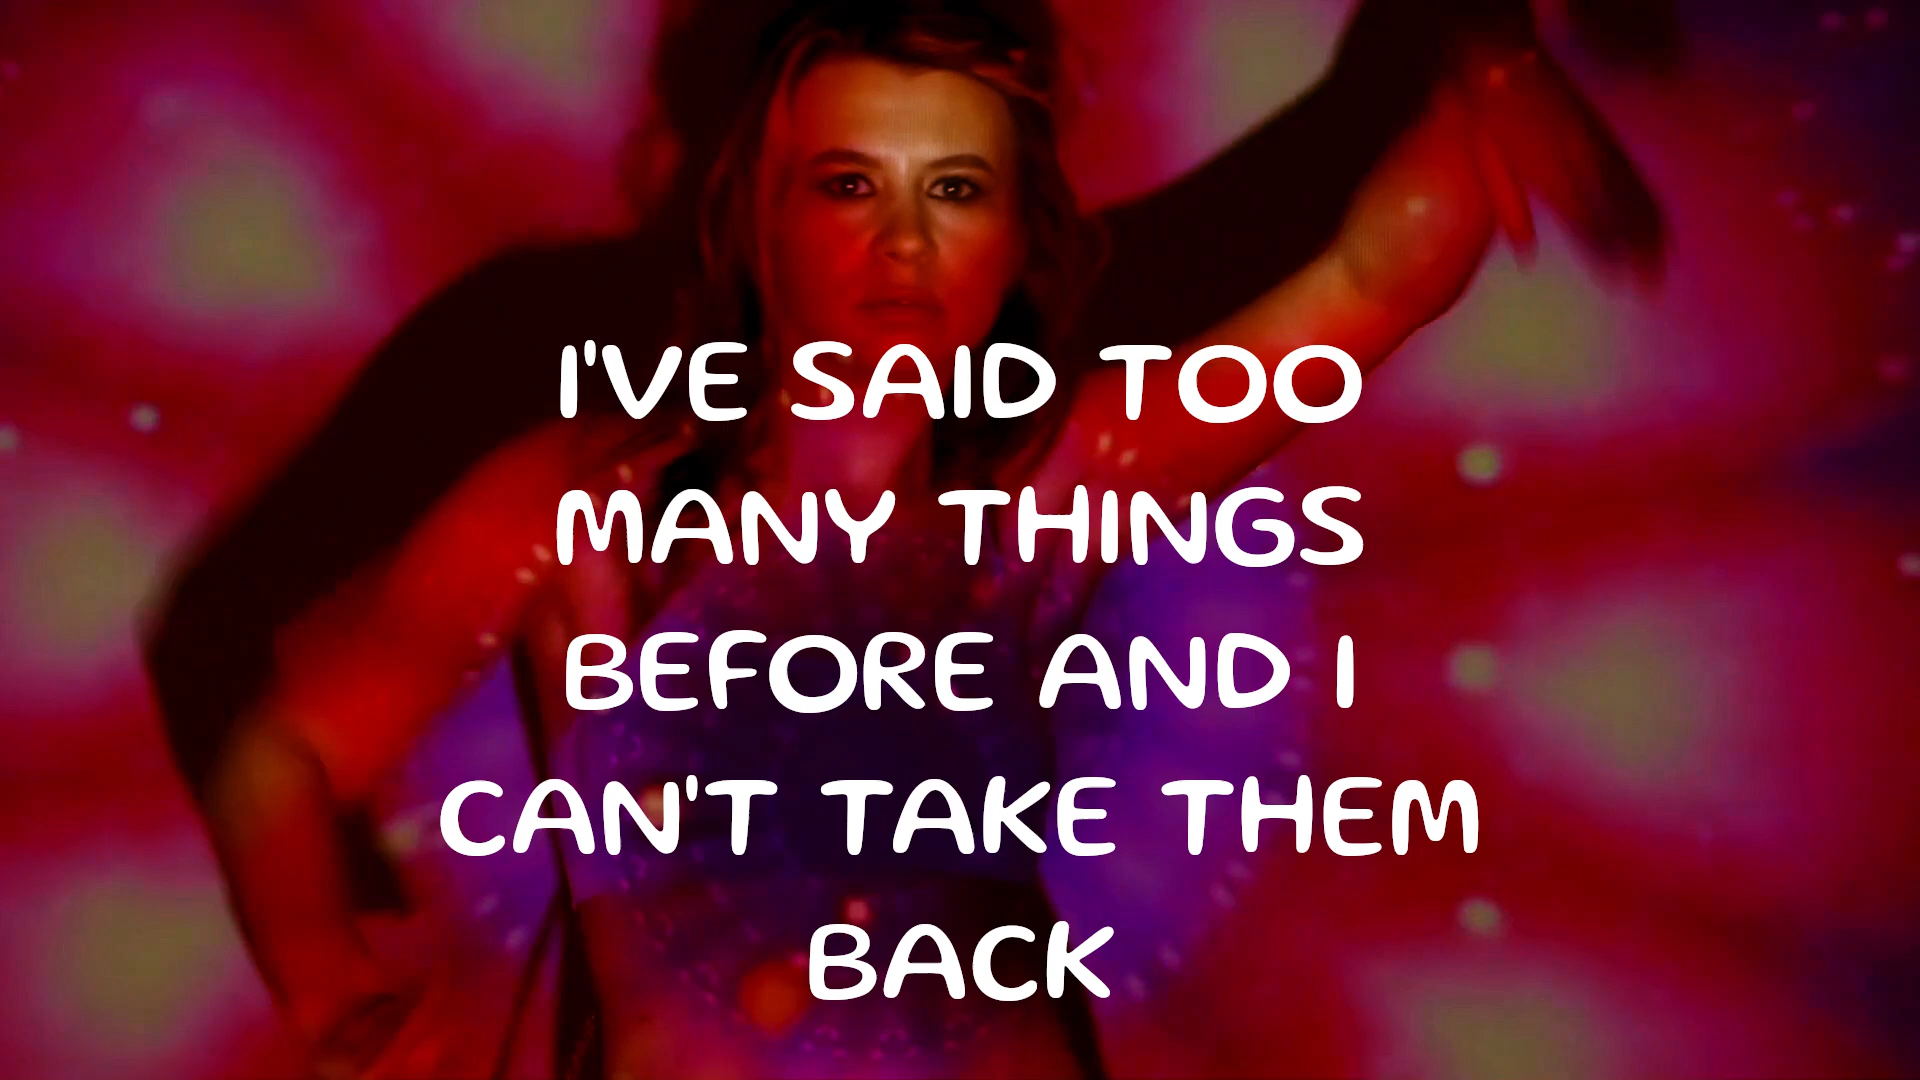 I'VE SAID TOO
MANY THINGS
BEFORE AND I
CAN'T TAKE THEM
BACK